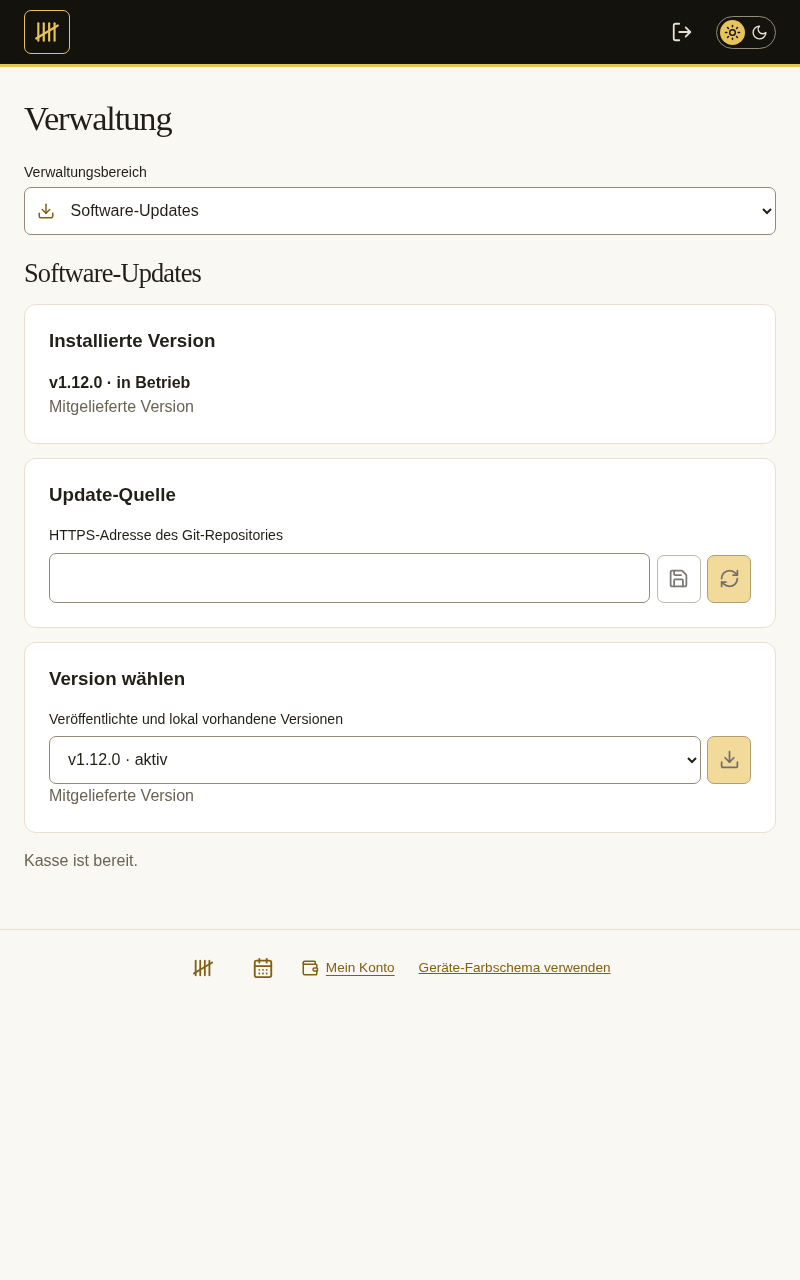 Verwaltung
Verwaltungsbereich
Software-Updates
Software-Updates
Installierte Version
v1.12.0 · in Betrieb
Mitgelieferte Version
Update-Quelle
HTTPS-Adresse des Git-Repositories
Version wählen
Veröffentlichte und lokal vorhandene Versionen
v1.12.0 · aktiv
Mitgelieferte Version
Kasse ist bereit.
Mein Konto Geräte-Farbschema verwenden